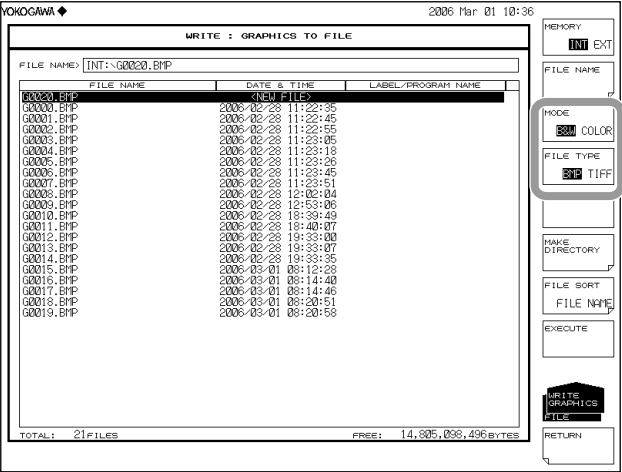 YOKOGAWA ◆ 2006 Mar 01 10:36
WRITE : GRAPHICS TO FILE
FILE NAME> INT:\G0020.BMP
FILE NAME DATE & TIME LABEL/PROGRAM NAME
G0020.BMP <NEW FILE>
G0000.BMP 2006/02/28 11:22:35
G0001.BMP 2006/02/28 11:22:45
G0002.BMP 2006/02/28 11:22:55
G0003.BMP 2006/02/28 11:23:05
G0004.BMP 2006/02/28 11:23:18
G0005.BMP 2006/02/28 11:23:26
G0006.BMP 2006/02/28 11:23:45
G0007.BMP 2006/02/28 11:23:51
G0008.BMP 2006/02/28 12:02:04
G0009.BMP 2006/02/28 12:53:06
G0010.BMP 2006/02/28 18:39:49
G0011.BMP 2006/02/28 18:40:07
G0012.BMP 2006/02/28 19:33:00
G0013.BMP 2006/02/28 19:33:07
G0014.BMP 2006/02/28 19:33:35
G0015.BMP 2006/03/01 08:12:28
G0016.BMP 2006/03/01 08:14:40
G0017.BMP 2006/03/01 08:14:46
G0018.BMP 2006/03/01 08:20:51
G0019.BMP 2006/03/01 08:20:58
TOTAL: 21FILES FREE: 14,805,098,496BYTES
MEMORY
INT EXT
FILE NAME
MODE
B&W COLOR
FILE TYPE
BMP TIFF
MAKE
DIRECTORY
FILE SORT
FILE NAME
EXECUTE
WRITE
GRAPHICS
FILE
RETURN